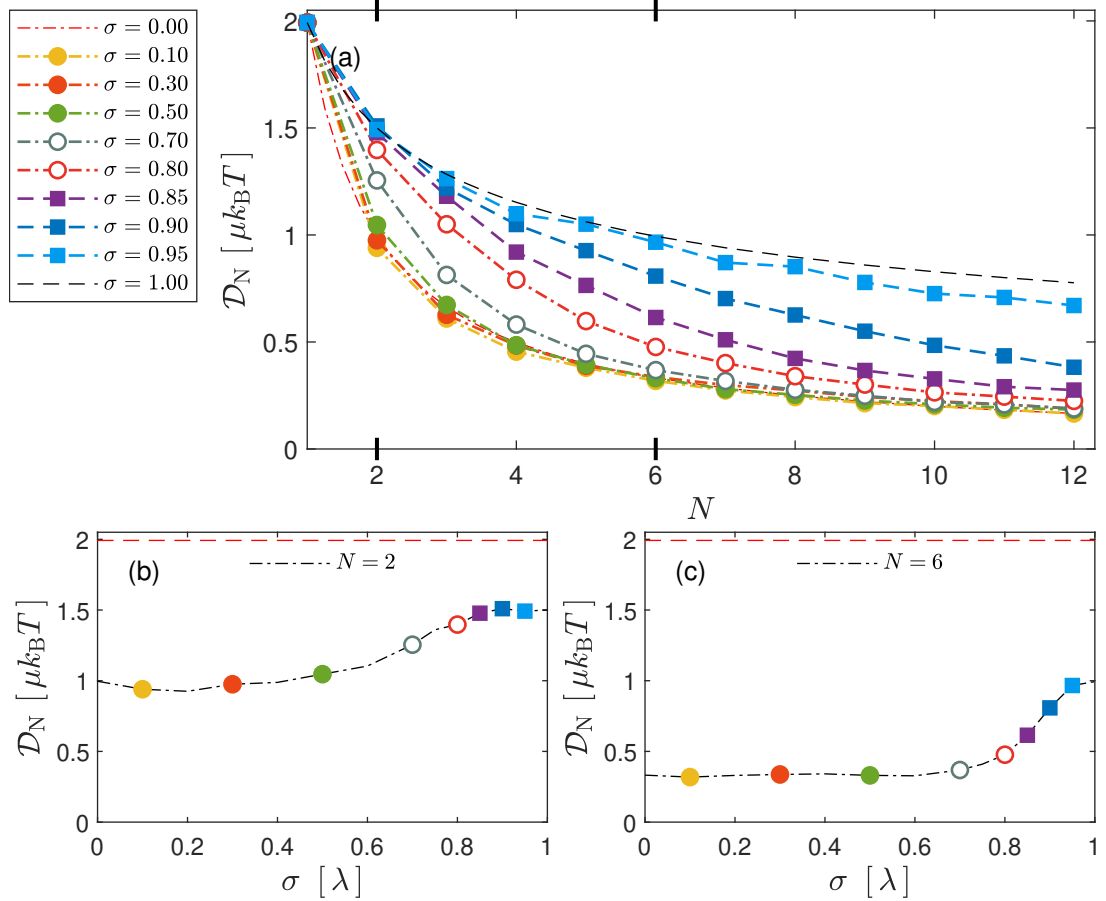 σ = 0.00
σ = 0.10
σ = 0.30
σ = 0.50
σ = 0.70
σ = 0.80
σ = 0.85
σ = 0.90
σ = 0.95
σ = 1.00
(a)
𝒟_N [ μk_BT ]
2
1.5
1
0.5
0
2 4 6 8 10 12
N
(b)
N = 2
𝒟_N [ μk_BT ]
2
1.5
1
0.5
0
0 0.2 0.4 0.6 0.8 1
σ [ λ ]
(c)
N = 6
𝒟_N [ μk_BT ]
2
1.5
1
0.5
0
0 0.2 0.4 0.6 0.8 1
σ [ λ ]